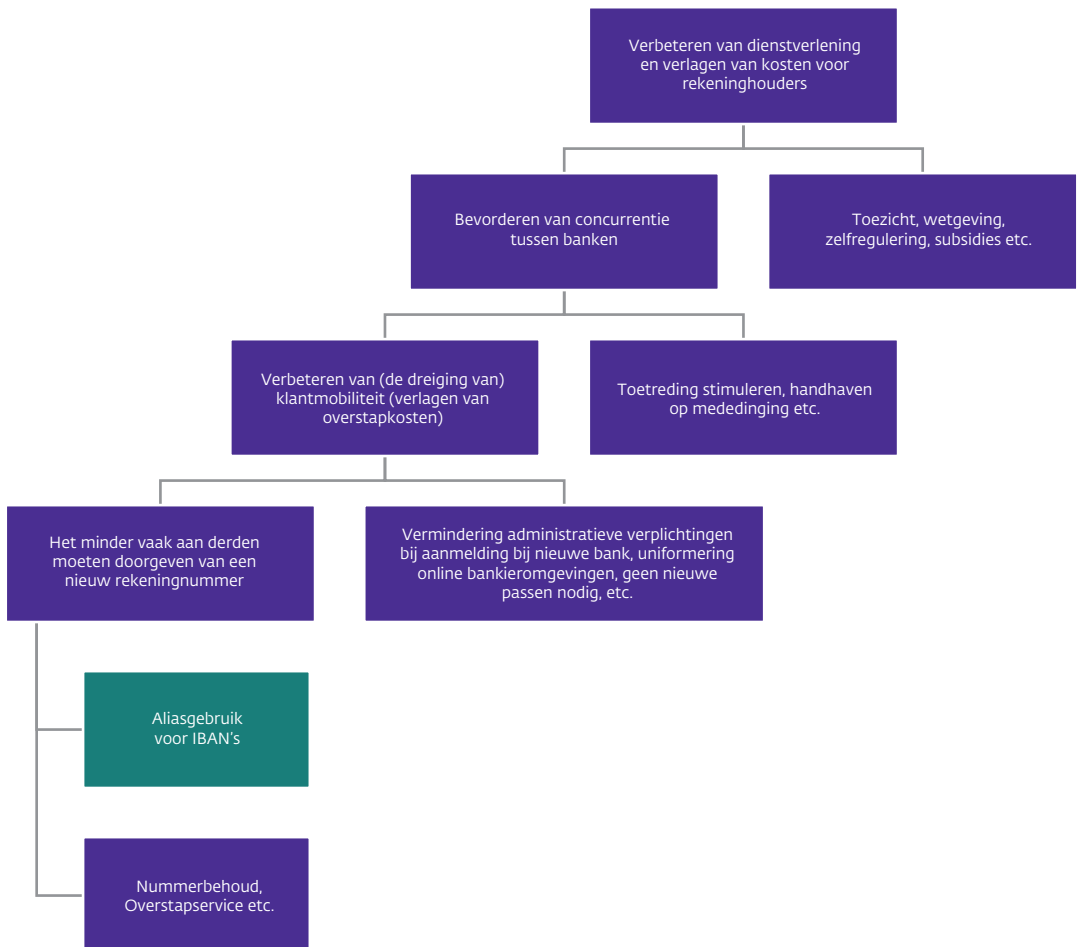 Verbeteren van dienstverlening
en verlagen van kosten voor
rekeninghouders
Bevorderen van concurrentie
tussen banken
Toezicht, wetgeving,
zelfregulering, subsidies etc.
Verbeteren van (de dreiging van)
klantmobiliteit (verlagen van
overstapkosten)
Toetreding stimuleren, handhaven
op mededinging etc.
Het minder vaak aan derden
moeten doorgeven van een
nieuw rekeningnummer
Vermindering administratieve verplichtingen
bij aanmelding bij nieuwe bank, uniformering
online bankieromgevingen, geen nieuwe
passen nodig, etc.
Aliasgebruik
voor IBAN’s
Nummerbehoud,
Overstapservice etc.